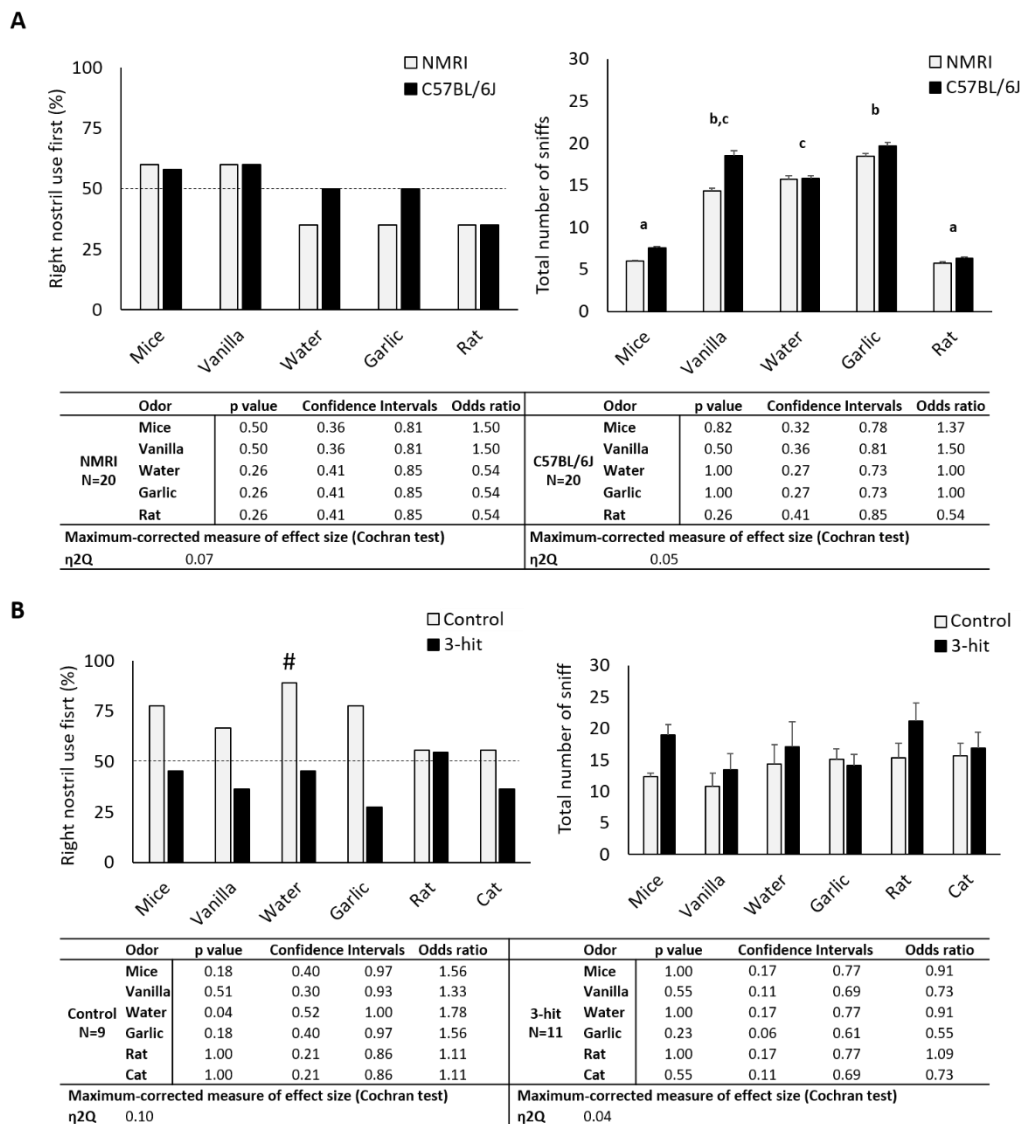 A
NMRI
C57BL/6J
100
75
50
25
0
Right nostril use first (%)
Mice
Vanilla
Water
Garlic
Rat
NMRI
C57BL/6J
30
25
20
15
10
5
0
Total number of sniffs
a
b,c
c
b
a
Mice
Vanilla
Water
Garlic
Rat
Odor p value Confidence Intervals Odds ratio
NMRI
N=20
Mice 0.50 0.36 0.81 1.50
Vanilla 0.50 0.36 0.81 1.50
Water 0.26 0.41 0.85 0.54
Garlic 0.26 0.41 0.85 0.54
Rat 0.26 0.41 0.85 0.54
Maximum-corrected measure of effect size (Cochran test)
η2Q 0.07
Odor p value Confidence Intervals Odds ratio
C57BL/6J
N=20
Mice 0.82 0.32 0.78 1.37
Vanilla 0.50 0.36 0.81 1.50
Water 1.00 0.27 0.73 1.00
Garlic 1.00 0.27 0.73 1.00
Rat 0.26 0.41 0.85 0.54
Maximum-corrected measure of effect size (Cochran test)
η2Q 0.05
B
Control
3-hit
100
75
50
25
0
Right nostril use fisrt (%)
#
Mice
Vanilla
Water
Garlic
Rat
Cat
Control
3-hit
30
25
20
15
10
5
0
Total number of sniff
Mice
Vanilla
Water
Garlic
Rat
Cat
Odor p value Confidence Intervals Odds ratio
Control
N=9
Mice 0.18 0.40 0.97 1.56
Vanilla 0.51 0.30 0.93 1.33
Water 0.04 0.52 1.00 1.78
Garlic 0.18 0.40 0.97 1.56
Rat 1.00 0.21 0.86 1.11
Cat 1.00 0.21 0.86 1.11
Maximum-corrected measure of effect size (Cochran test)
η2Q 0.10
Odor p value Confidence Intervals Odds ratio
3-hit
N=11
Mice 1.00 0.17 0.77 0.91
Vanilla 0.55 0.11 0.69 0.73
Water 1.00 0.17 0.77 0.91
Garlic 0.23 0.06 0.61 0.55
Rat 1.00 0.17 0.77 1.09
Cat 0.55 0.11 0.69 0.73
Maximum-corrected measure of effect size (Cochran test)
η2Q 0.04